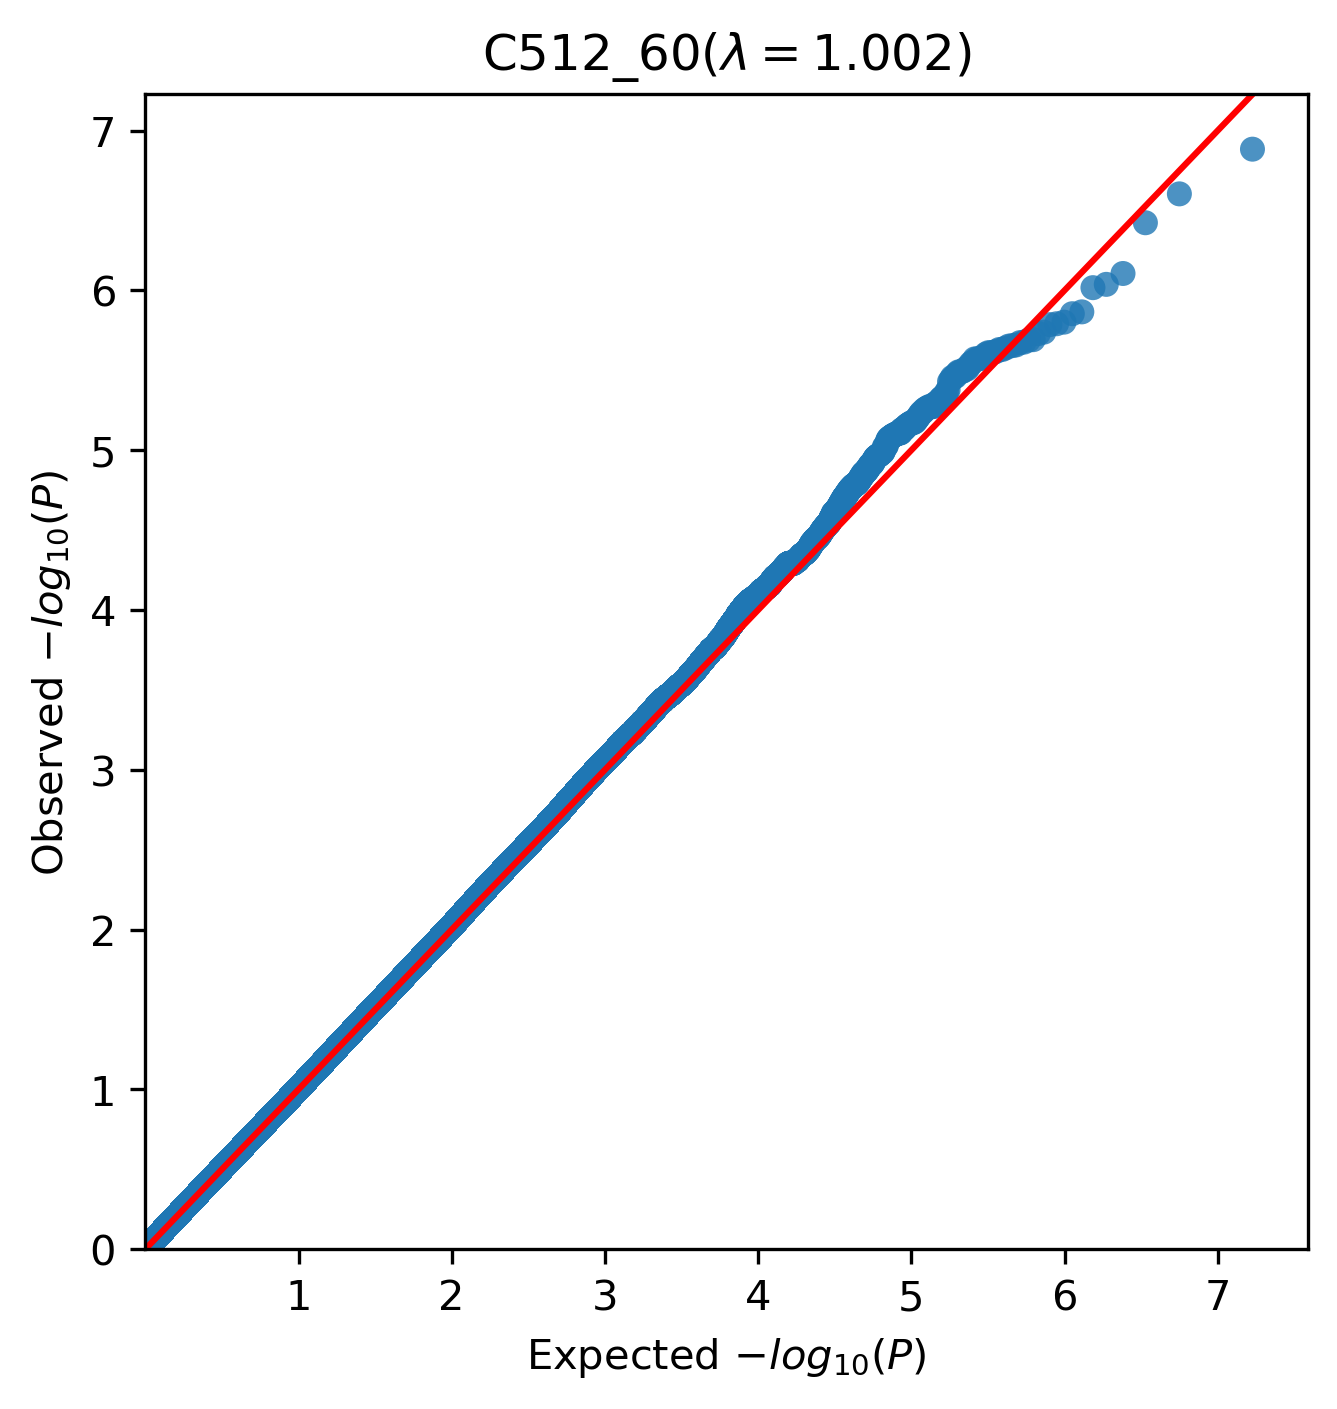 C512_60(λ = 1.002)
Observed −log₁₀(P)
7
6
5
4
3
2
1
0
1 2 3 4 5 6 7
Expected −log₁₀(P)